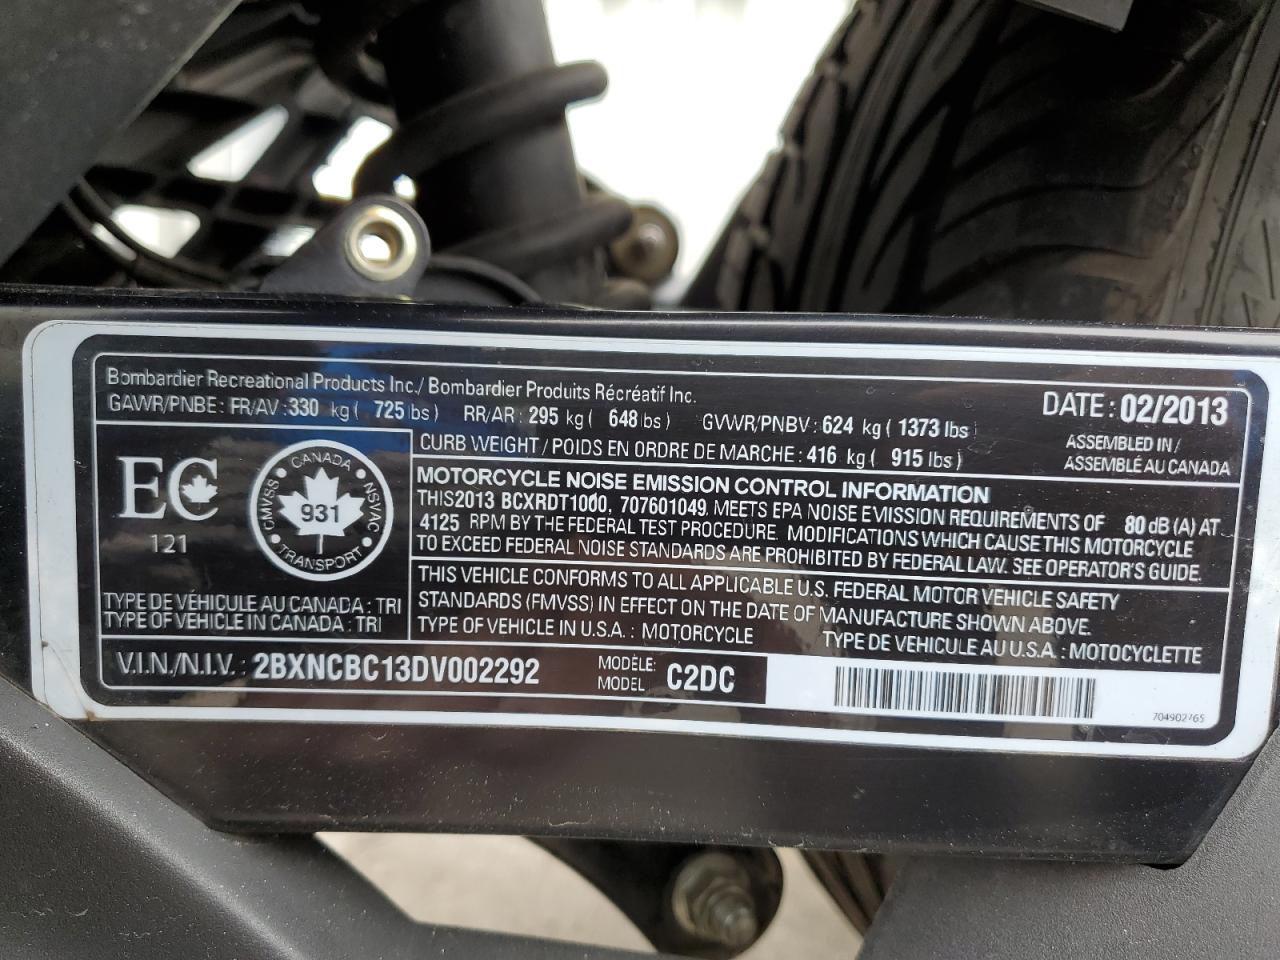 Bombardier Recreational Products Inc./ Bombardier Produits Récréatif Inc.
GAWR/PNBE: FR/AV: 330 kg ( 725 lbs) RR/AR: 295 kg ( 648 lbs) GVWR/PNBV: 624 kg ( 1373 lbs)
DATE: 02/2013
CURB WEIGHT / POIDS EN ORDRE DE MARCHE: 416 kg ( 915 lbs)
ASSEMBLED IN /
ASSEMBLÉ AU CANADA
EC
121
CANADA
CMVSS
NSVAC
931
TRANSPORT
MOTORCYCLE NOISE EMISSION CONTROL INFORMATION
THIS2013 BCXRDT1000, 707601049, MEETS EPA NOISE EMISSION REQUIREMENTS OF 80 dB (A) AT
4125 RPM BY THE FEDERAL TEST PROCEDURE. MODIFICATIONS WHICH CAUSE THIS MOTORCYCLE
TO EXCEED FEDERAL NOISE STANDARDS ARE PROHIBITED BY FEDERAL LAW. SEE OPERATOR'S GUIDE.
THIS VEHICLE CONFORMS TO ALL APPLICABLE U.S. FEDERAL MOTOR VEHICLE SAFETY
STANDARDS (FMVSS) IN EFFECT ON THE DATE OF MANUFACTURE SHOWN ABOVE.
TYPE OF VEHICLE IN U.S.A. : MOTORCYCLE TYPE DE VÉHICULE AU U.S.A. : MOTOCYCLETTE
TYPE DE VÉHICULE AU CANADA : TRI
TYPE OF VEHICLE IN CANADA : TRI
V.I.N./N.I.V. : 2BXNCBC13DV002292
MODÈLE:
MODEL
C2DC
704902765